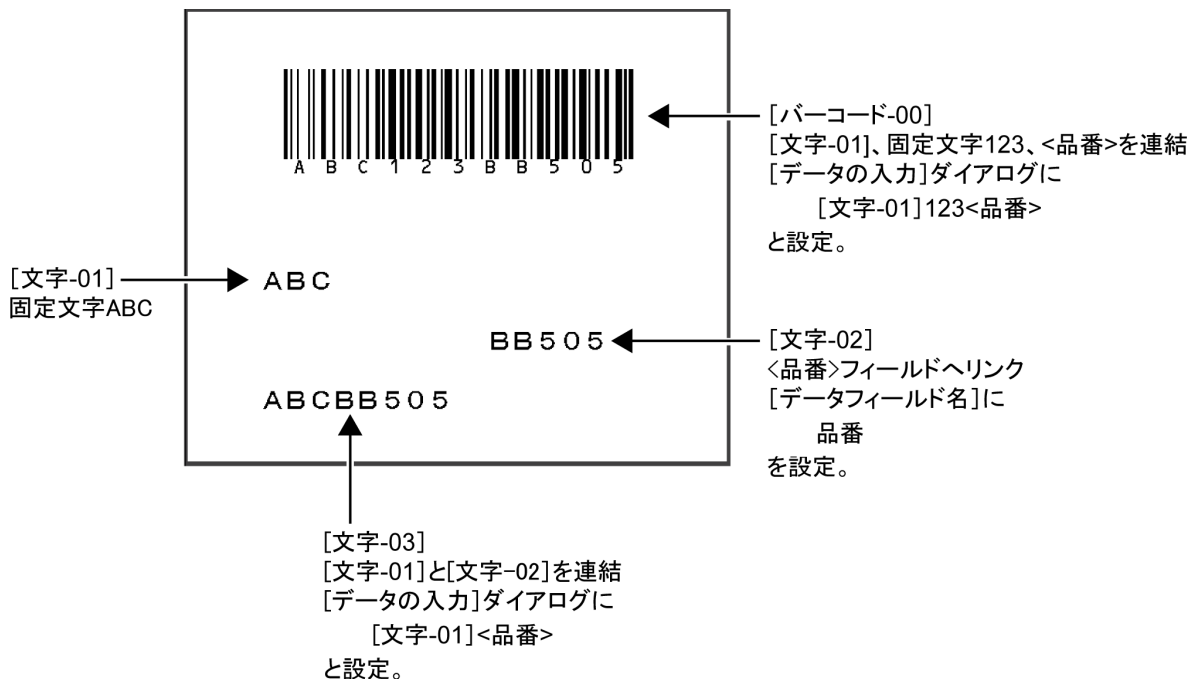 ABC123BB505
[バーコード-00]
[文字-01]、固定文字123、<品番>を連結
[データの入力]ダイアログに
[文字-01]123<品番>
と設定。
[文字-01]
固定文字ABC
ABC
BB505
[文字-02]
<品番>フィールドへリンク
[データフィールド名]に
品番
を設定。
ABCBB505
[文字-03]
[文字-01]と[文字-02]を連結
[データの入力]ダイアログに
[文字-01]<品番>
と設定。